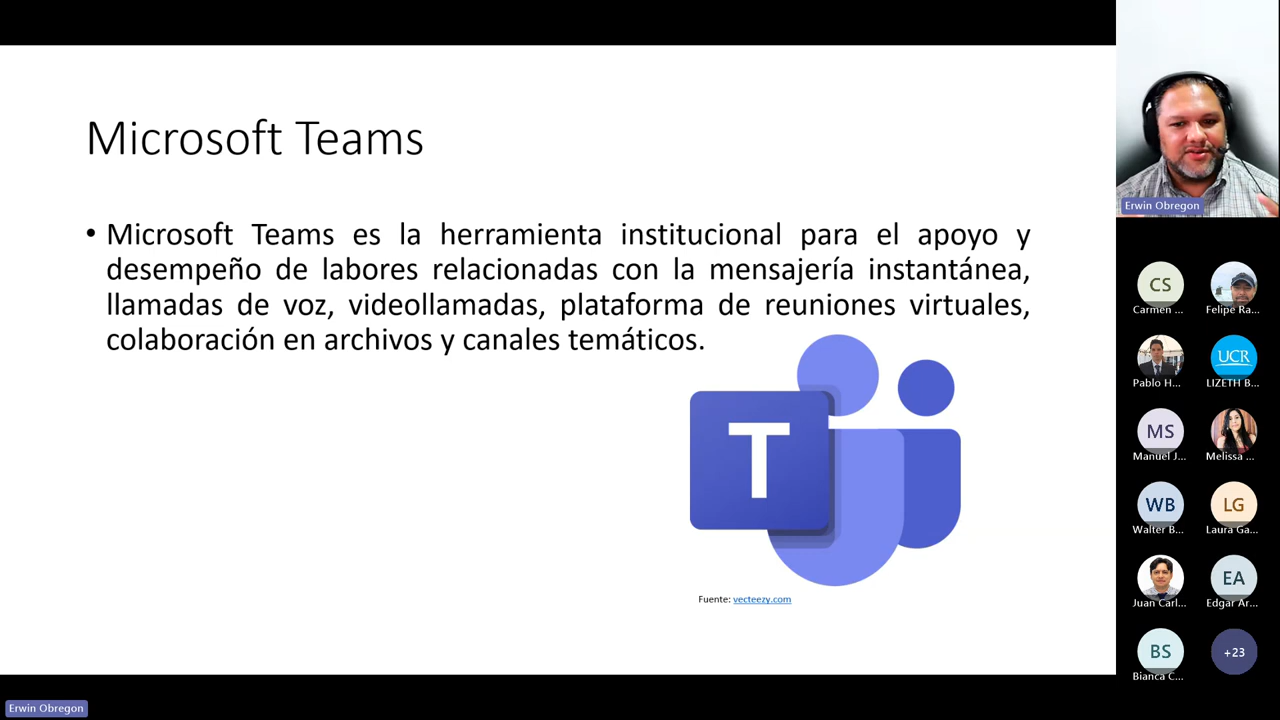 Microsoft Teams
• Microsoft Teams es la herramienta institucional para el apoyo y
desempeño de labores relacionadas con la mensajería instantánea,
llamadas de voz, videollamadas, plataforma de reuniones virtuales,
colaboración en archivos y canales temáticos.
T
Fuente: vecteezy.com
Erwin Obregon
CS
Carmen ...
Felipe Ra...
Pablo H...
UCR
LIZETH B...
MS
Manuel J...
Melissa ...
WB
Walter B...
LG
Laura Ga...
Juan Carl...
EA
Edgar Ar...
BS
Bianca C...
+23
Erwin Obregon